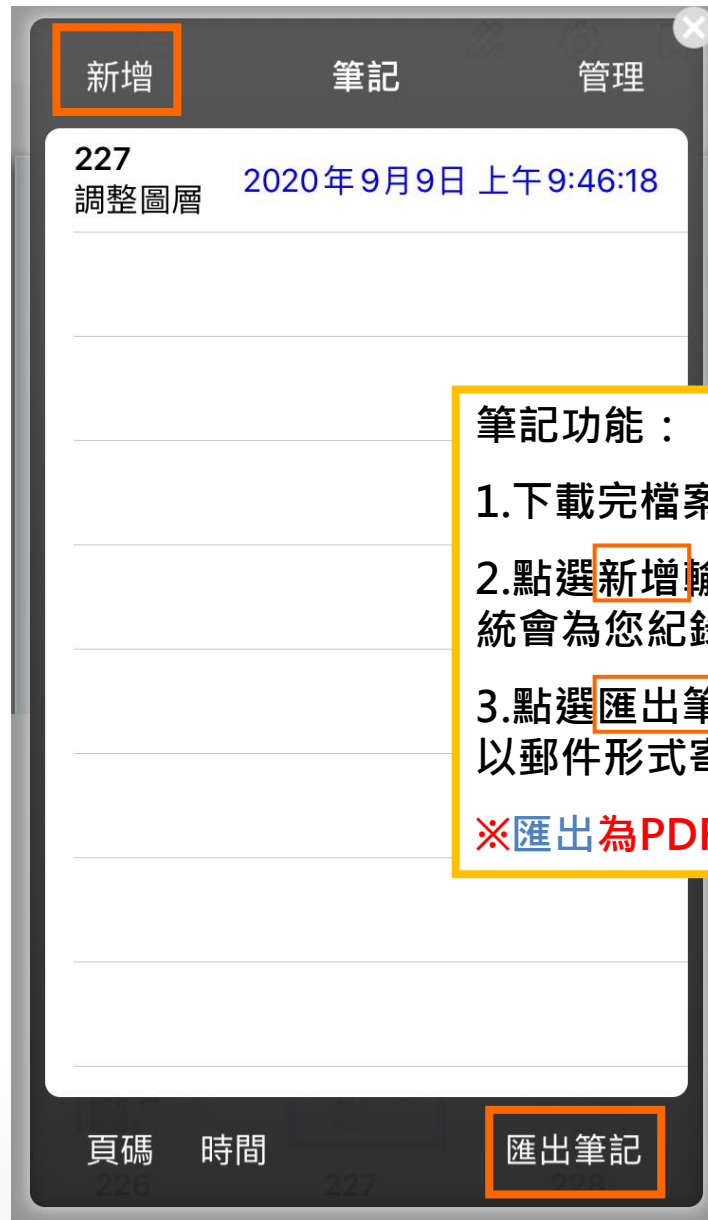 新增 筆記 管理
227
調整圖層 2020年9月9日 上午9:46:18
筆記功能：
1.下載完檔
2.點選新增
統會為您紀
3.點選匯出
以郵件形式
※匯出為PD
頁碼 時間 匯出筆記
226 227 228